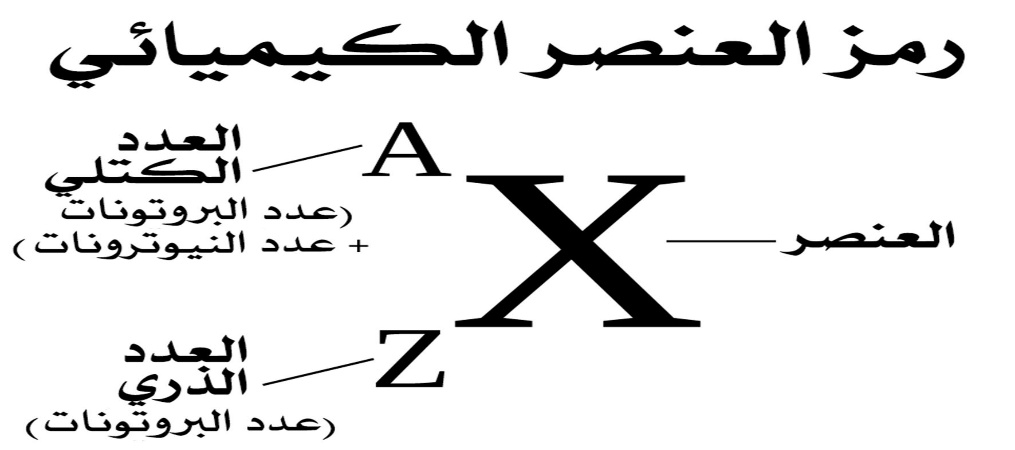 رمز العنصر الكيميائي
A
العدد
الكتلي
(عدد البروتونات
+ عدد النيوترونات)
X
العنصر
Z
العدد
الذري
(عدد البروتونات)